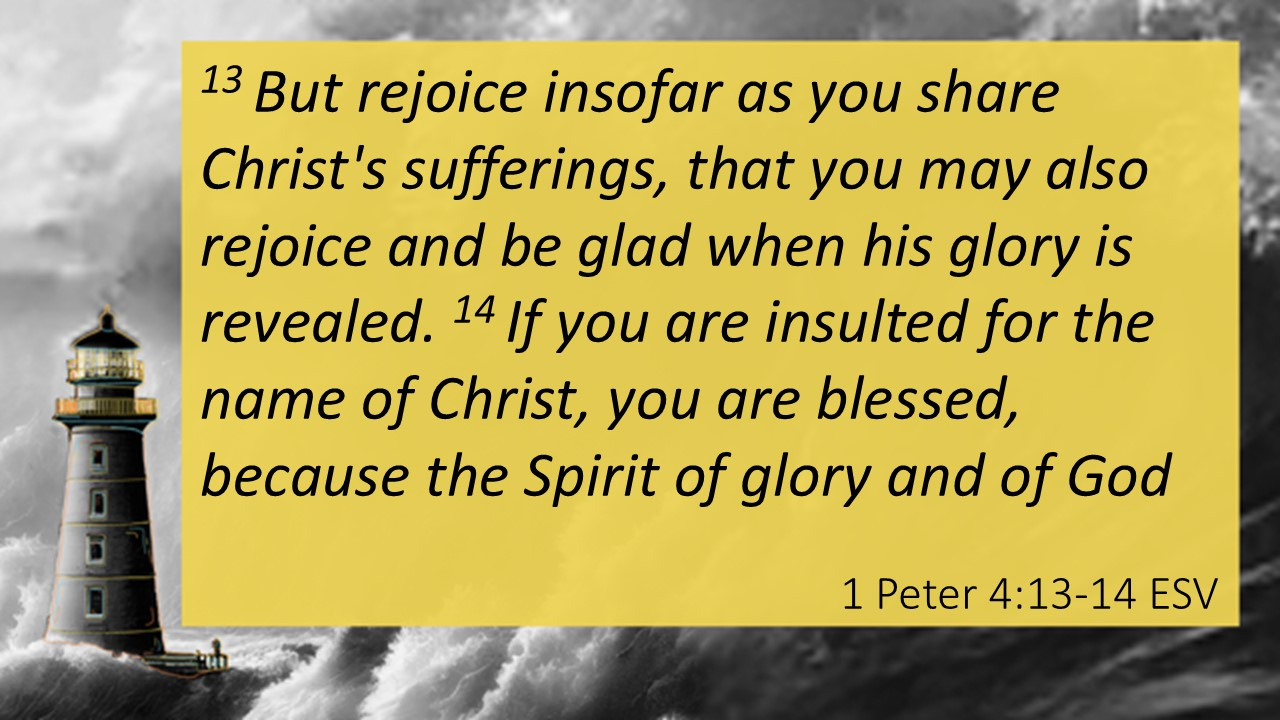 13 But rejoice insofar as you share
Christ's sufferings, that you may also
rejoice and be glad when his glory is
revealed. 14 If you are insulted for the
name of Christ, you are blessed,
because the Spirit of glory and of God
1 Peter 4:13-14 ESV